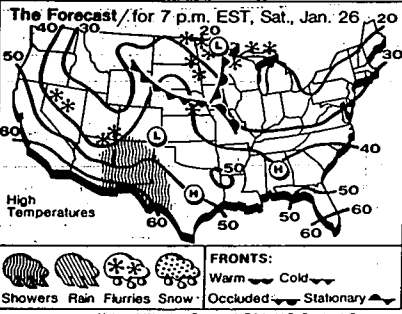 The Forecast/for 7 p.m. EST, Sat., Jan. 26
20
40
30
20
L
30
50
60
L
40
50
H
H
50
High
Temperatures
60
50
50
60
60
Showers Rain Flurries Snow
FRONTS:
Warm Cold
Occluded Stationary